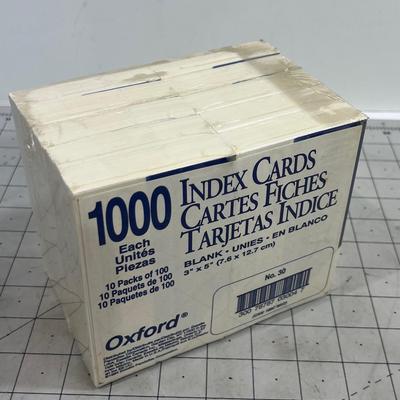 1000
Each
Unités
Piezas
10 Packs of 100
10 Paquets de 100
10 Paquetes de 100
INDEX CARDS
CARTES FICHES
TARJETAS INDICE
BLANK - UNIES - EN BLANCO
3" x 5" (7.6 x 12.7 cm)
No. 30
Oxford®